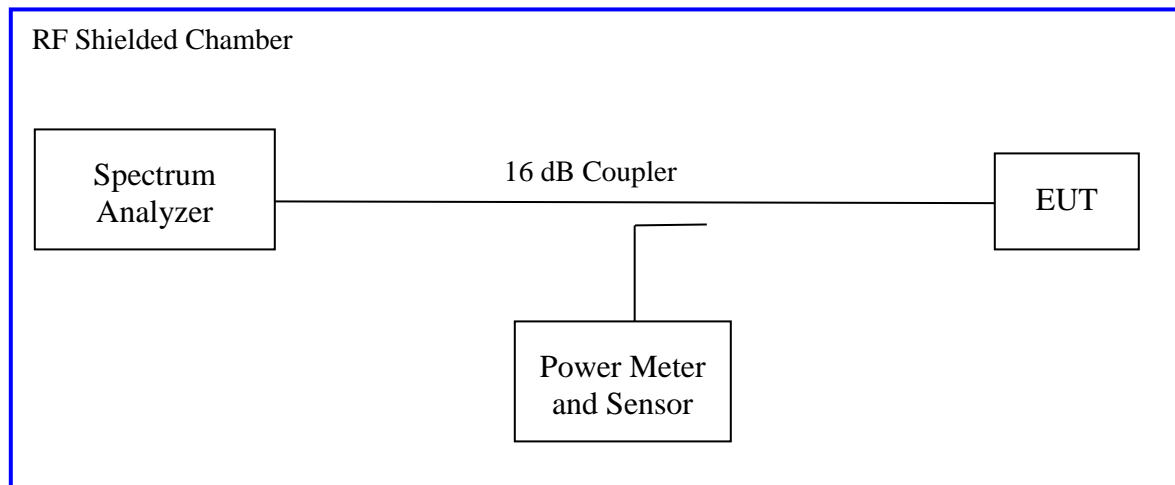 RF Shielded Chamber
Spectrum
Analyzer
16 dB Coupler
EUT
Power Meter
and Sensor